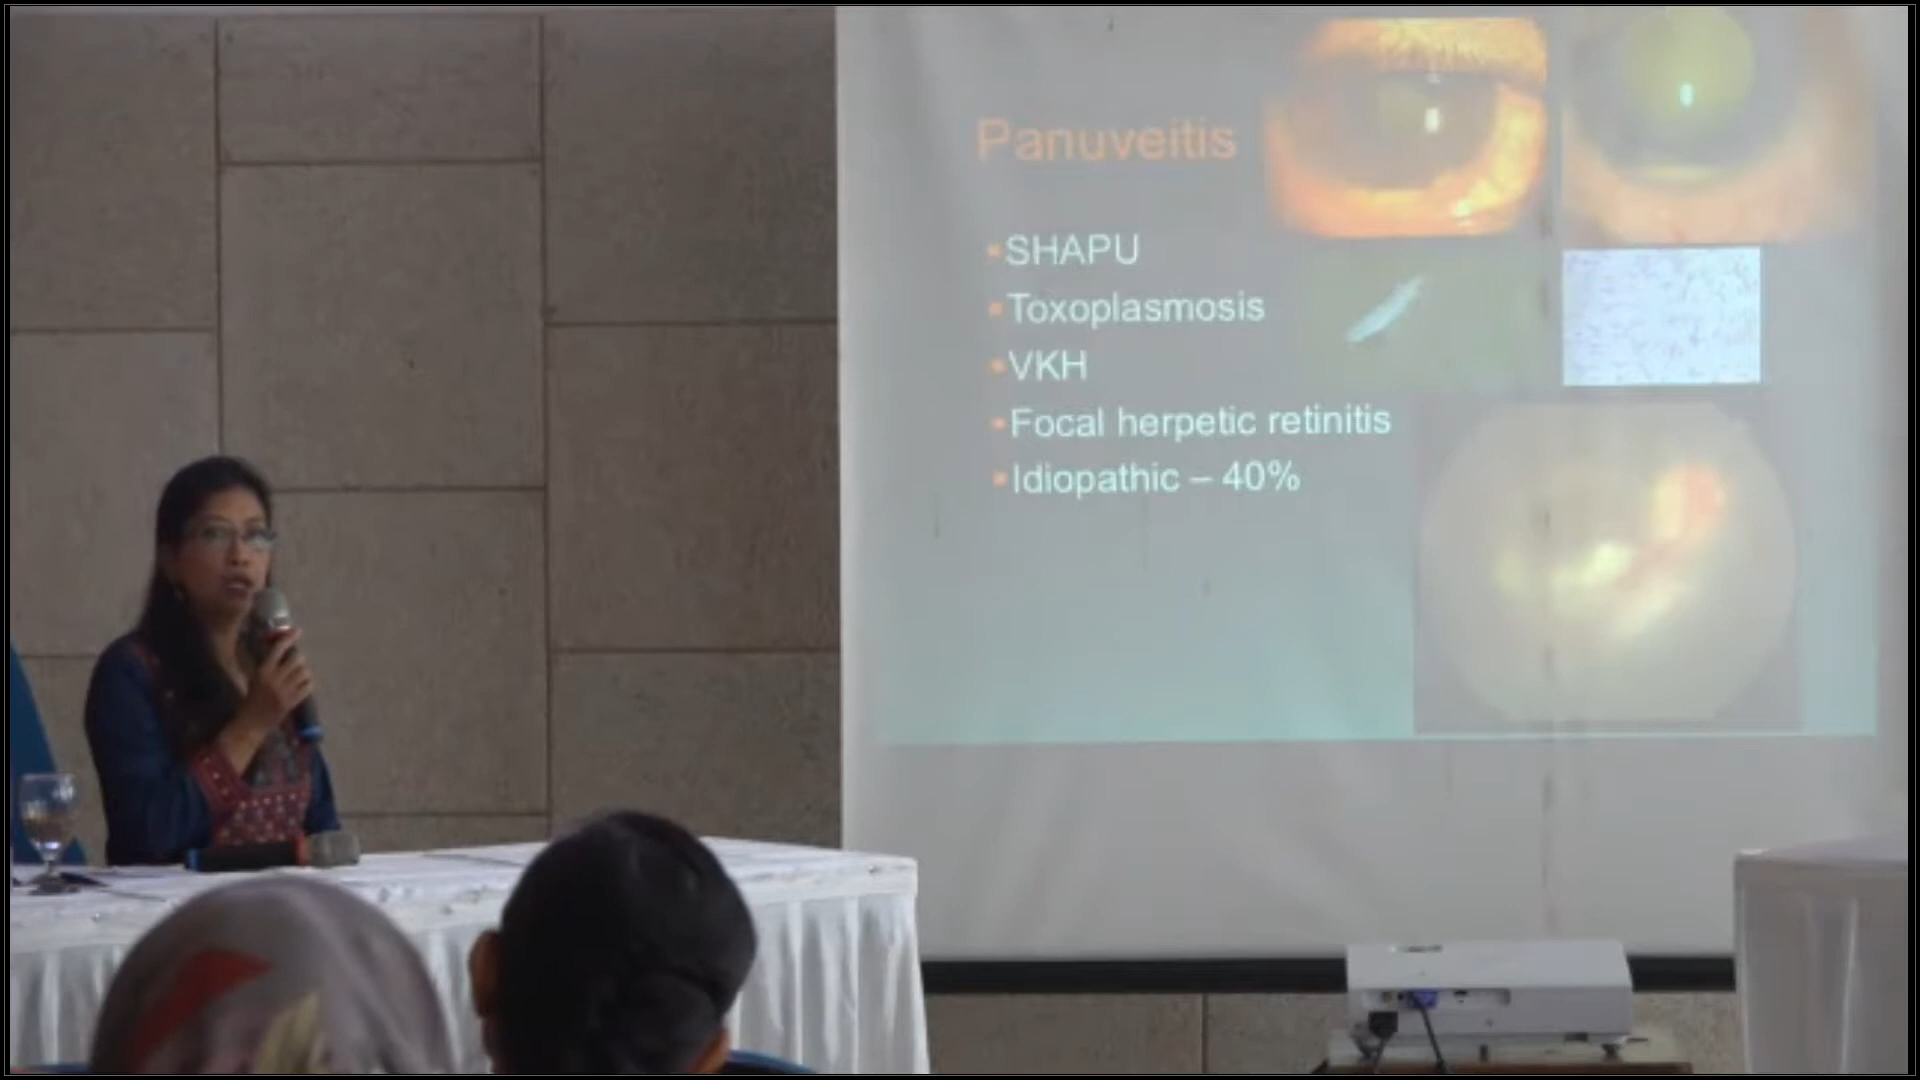 Panuveitis
SHAPU
Toxoplasmosis
VKH
Focal herpetic retinitis
Idiopathic – 40%